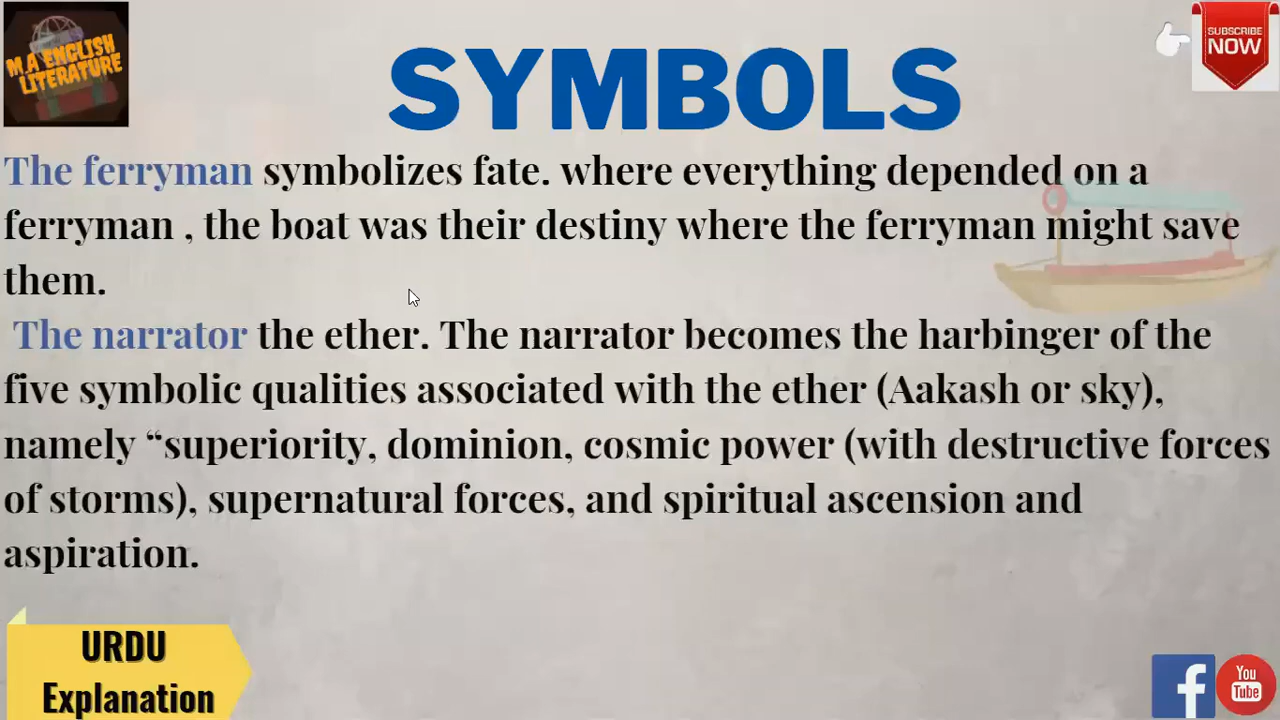 M.A ENGLISH
LITERATURE
SUBSCRIBE
NOW
SYMBOLS
The ferryman symbolizes fate. where everything depended on a
ferryman , the boat was their destiny where the ferryman might save
them.
The narrator the ether. The narrator becomes the harbinger of the
five symbolic qualities associated with the ether (Aakash or sky),
namely “superiority, dominion, cosmic power (with destructive forces
of storms), supernatural forces, and spiritual ascension and
aspiration.
URDU
Explanation
f
You
Tube